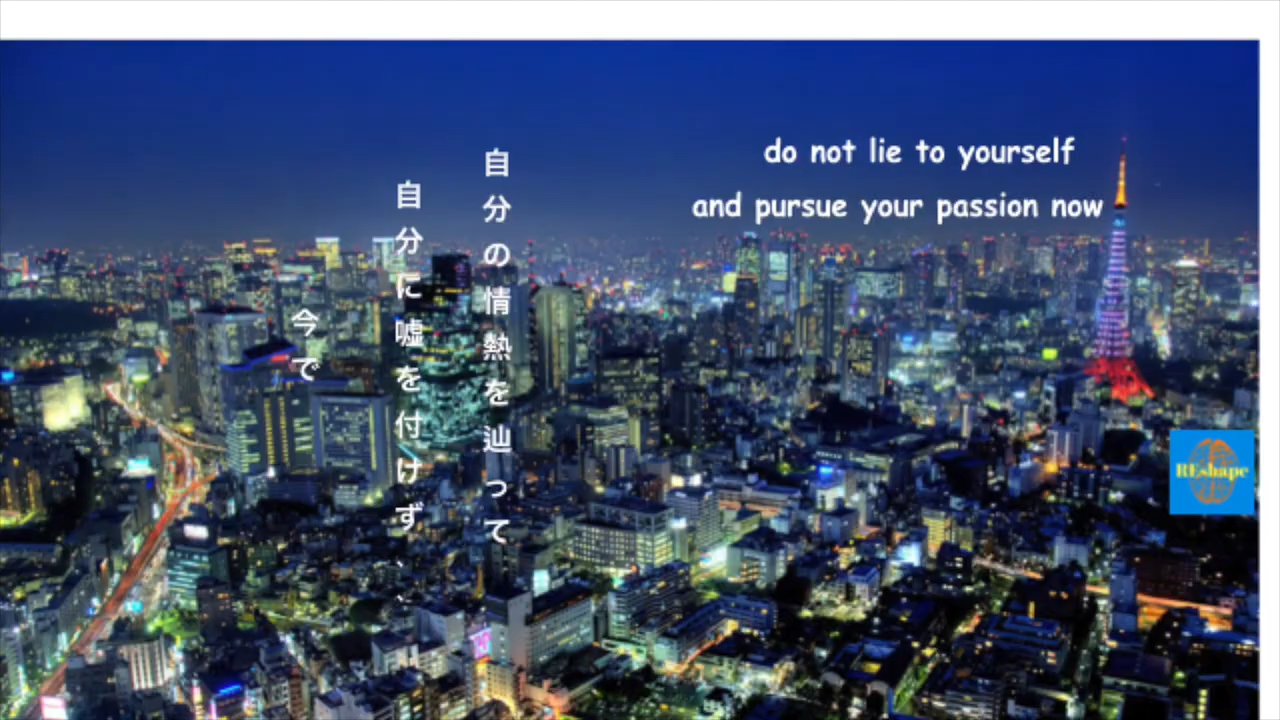 do not lie to yourself
and pursue your passion now
自分の情熱を辿って
自分に嘘を付けず
今で
REshape